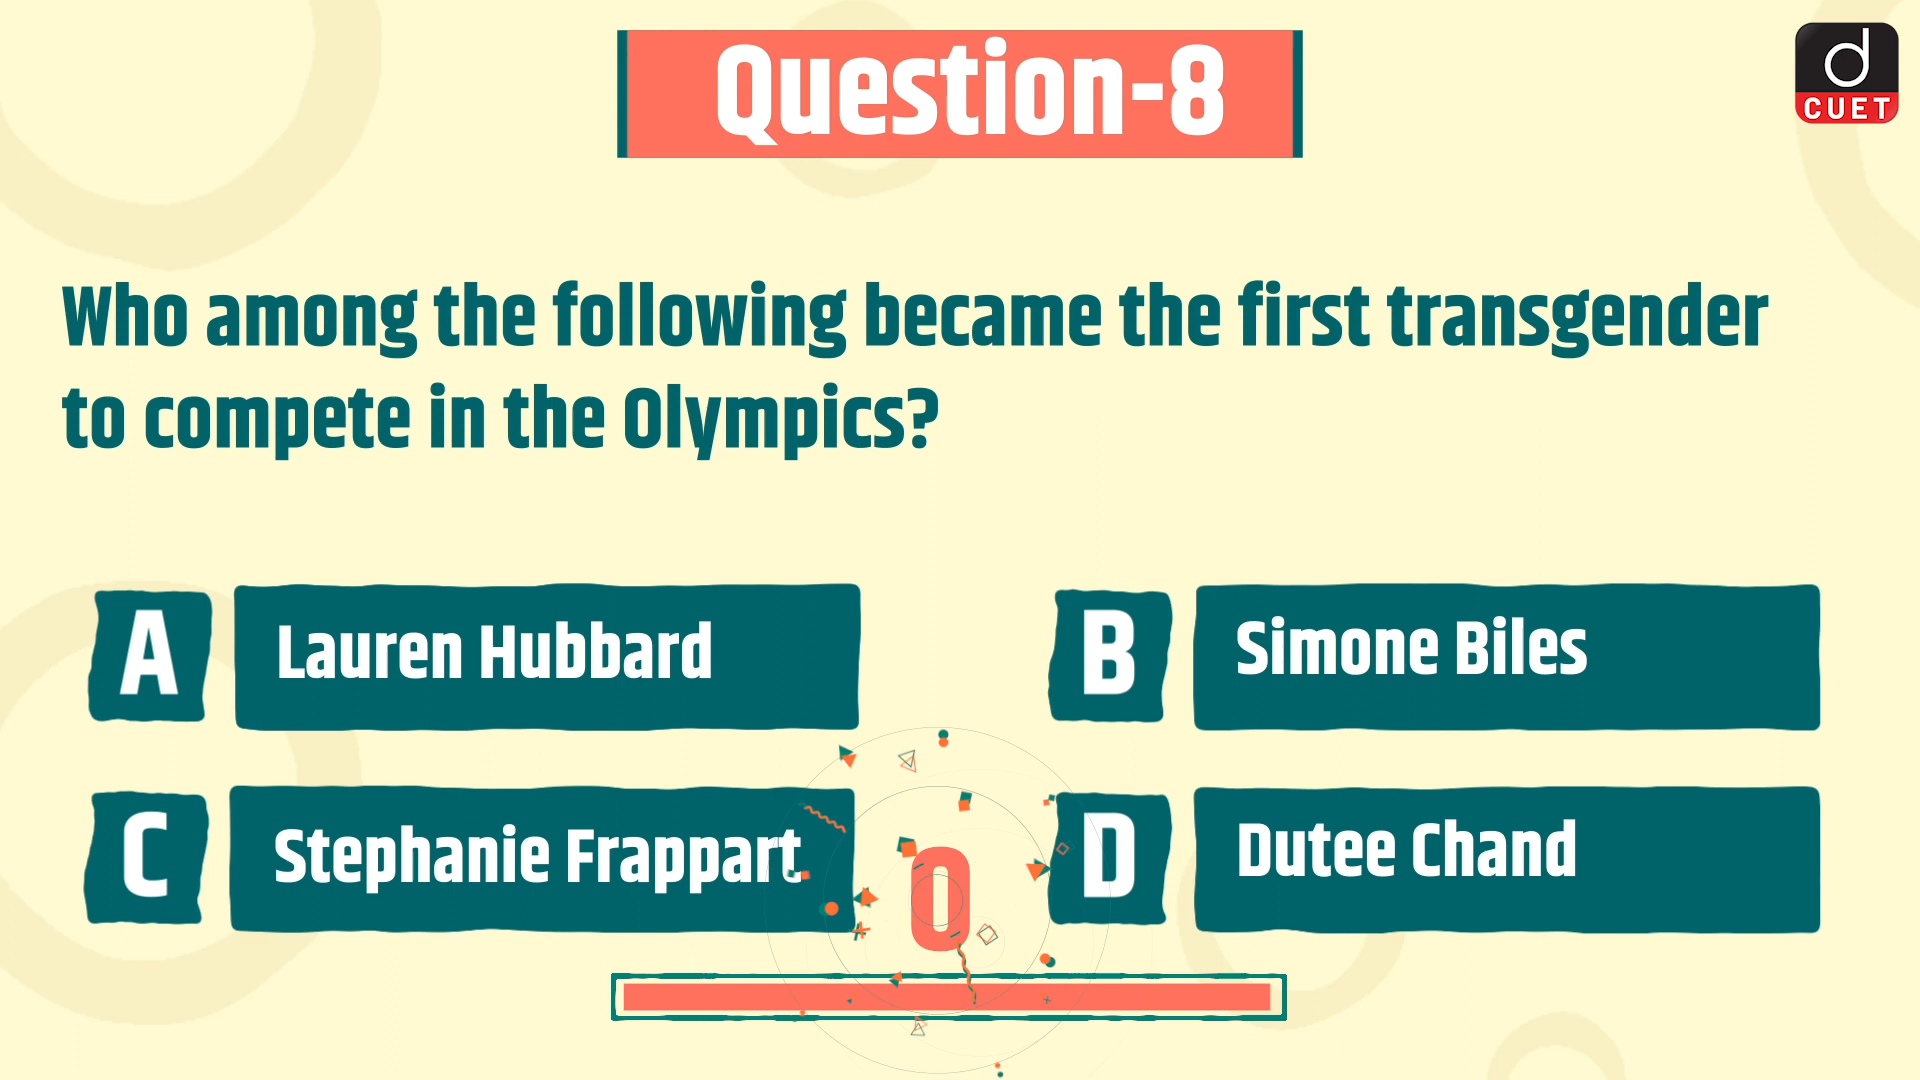 Question-8
d
CUET
Who among the following became the first transgender
to compete in the Olympics?
A
Lauren Hubbard
B
Simone Biles
C
Stephanie Frappart
D
Dutee Chand
0